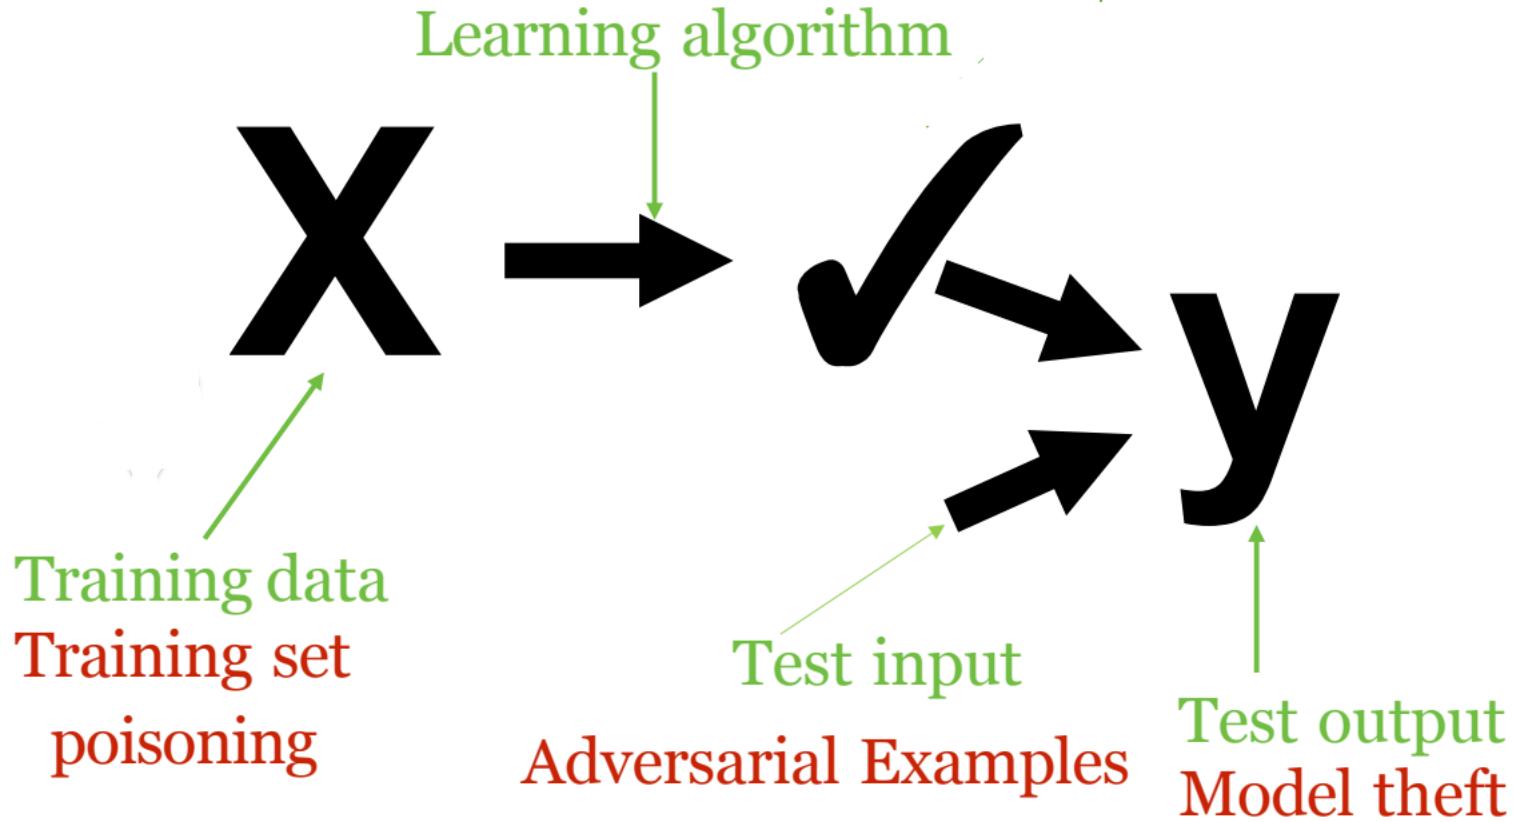 Learning algorithm
X
✓
y
Training data
Training set
poisoning
Test input
Adversarial Examples
Test output
Model theft